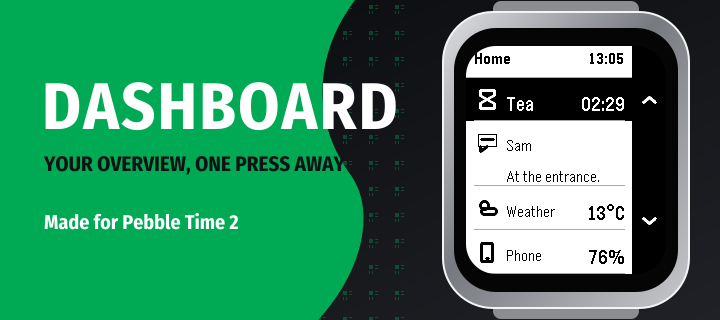 DASHBOARD
YOUR OVERVIEW, ONE PRESS AWAY
Made for Pebble Time 2
Home 13:05
Tea 02:29
Sam
At the entrance.
Weather 13°C
Phone 76%